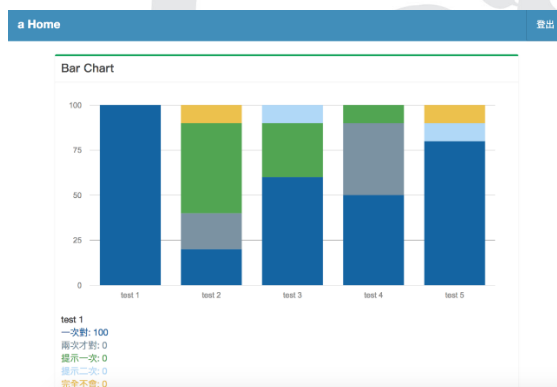 a Home
登出
Bar Chart
100
75
50
25
0
test 1 test 2 test 3 test 4 test 5
test 1
一次對: 100
兩次才對: 0
提示一次: 0
提示二次: 0
完全不會: 0